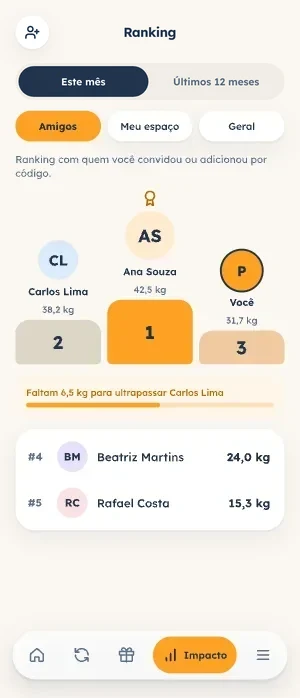 Ranking
Este mês
Últimos 12 meses
Amigos
Meu espaço
Geral
Ranking com quem você convidou ou adicionou por
código.
AS
CL
Ana Souza
P
42,5 kg
Carlos Lima
Você
38,2 kg
31,7 kg
1
2
3
Faltam 6,5 kg para ultrapassar Carlos Lima
#4 BM Beatriz Martins 24,0 kg
#5 RC Rafael Costa 15,3 kg
Impacto